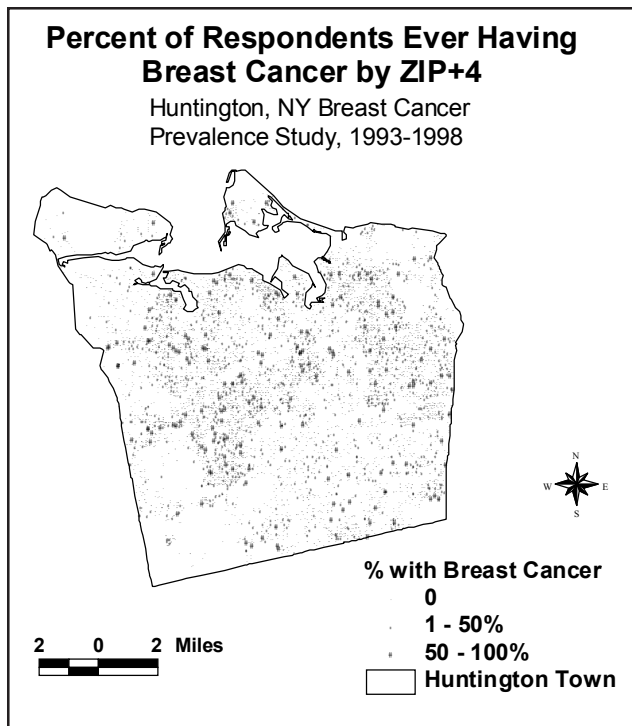 Percent of Respondents Ever Having
Breast Cancer by ZIP+4
Huntington, NY Breast Cancer
Prevalence Study, 1993-1998
N
W E
S
% with Breast Cancer
0
1 - 50%
50 - 100%
Huntington Town
2 0 2 Miles